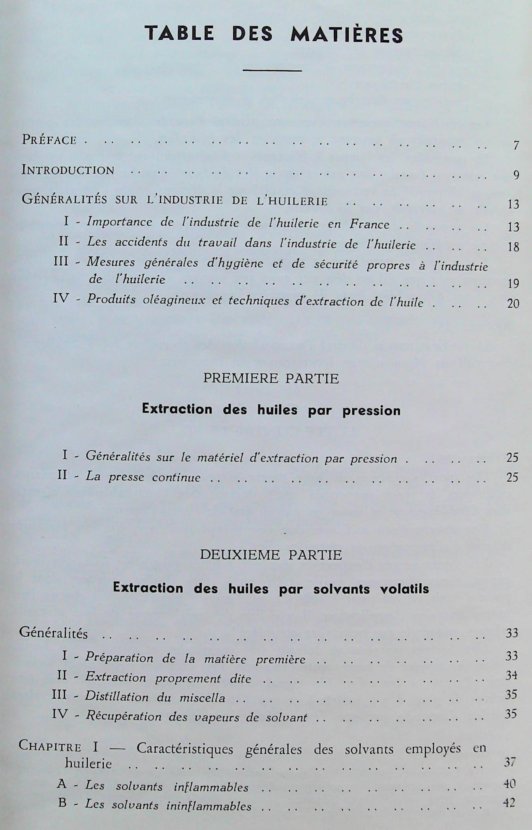 TABLE DES MATIÈRES
PRÉFACE . .. .. .. .. .. .. .. .. .. .. .. .. .. .. .. 7
INTRODUCTION .. .. .. .. .. .. .. .. .. .. .. .. .. .. 9
GÉNÉRALITÉS SUR L'INDUSTRIE DE L'HUILERIE .. .. .. .. .. .. 13
I - Importance de l'industrie de l'huilerie en France .. .. .. .. 13
II - Les accidents du travail dans l'industrie de l'huilerie .. .. .. 18
III - Mesures générales d'hygiène et de sécurité propres à l'industrie
de l'huilerie .. .. .. .. .. .. .. .. .. .. .. .. 19
IV - Produits oléagineux et techniques d'extraction de l'huile . .. .. 20
PREMIERE PARTIE
Extraction des huiles par pression
I - Généralités sur le matériel d'extraction par pression . .. .. .. 25
II - La presse continue .. .. .. .. .. .. .. .. .. .. .. 25
DEUXIEME PARTIE
Extraction des huiles par solvants volatils
Généralités .. .. .. .. .. .. .. .. .. .. .. .. .. .. .. 33
I - Préparation de la matière première .. .. .. .. .. .. .. 33
II - Extraction proprement dite .. .. .. .. .. .. .. .. .. 34
III - Distillation du miscella .. .. .. .. .. .. .. .. .. .. 35
IV - Récupération des vapeurs de solvant .. .. .. .. .. .. .. 35
CHAPITRE I — Caractéristiques générales des solvants employés en
huilerie .. .. .. .. .. .. .. .. .. .. .. .. .. .. 37
A - Les solvants inflammables .. .. .. .. .. .. .. .. .. 40
B - Les solvants ininflammables .. .. .. .. .. .. .. .. .. 42